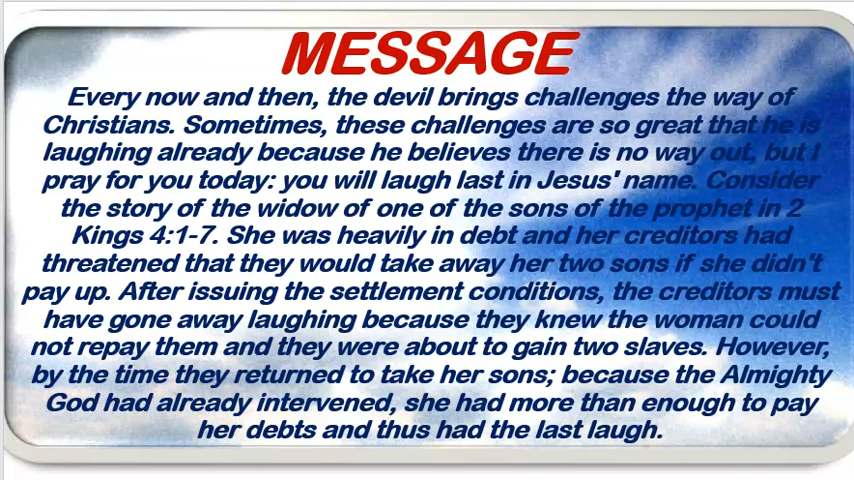 MESSAGE
Every now and then, the devil brings challenges the way of
Christians. Sometimes, these challenges are so great that he is
laughing already because he believes there is no way out, but I
pray for you today: you will laugh last in Jesus' name. Consider
the story of the widow of one of the sons of the prophet in 2
Kings 4:1-7. She was heavily in debt and her creditors had
threatened that they would take away her two sons if she didn't
pay up. After issuing the settlement conditions, the creditors must
have gone away laughing because they knew the woman could
not repay them and they were about to gain two slaves. However,
by the time they returned to take her sons; because the Almighty
God had already intervened, she had more than enough to pay
her debts and thus had the last laugh.